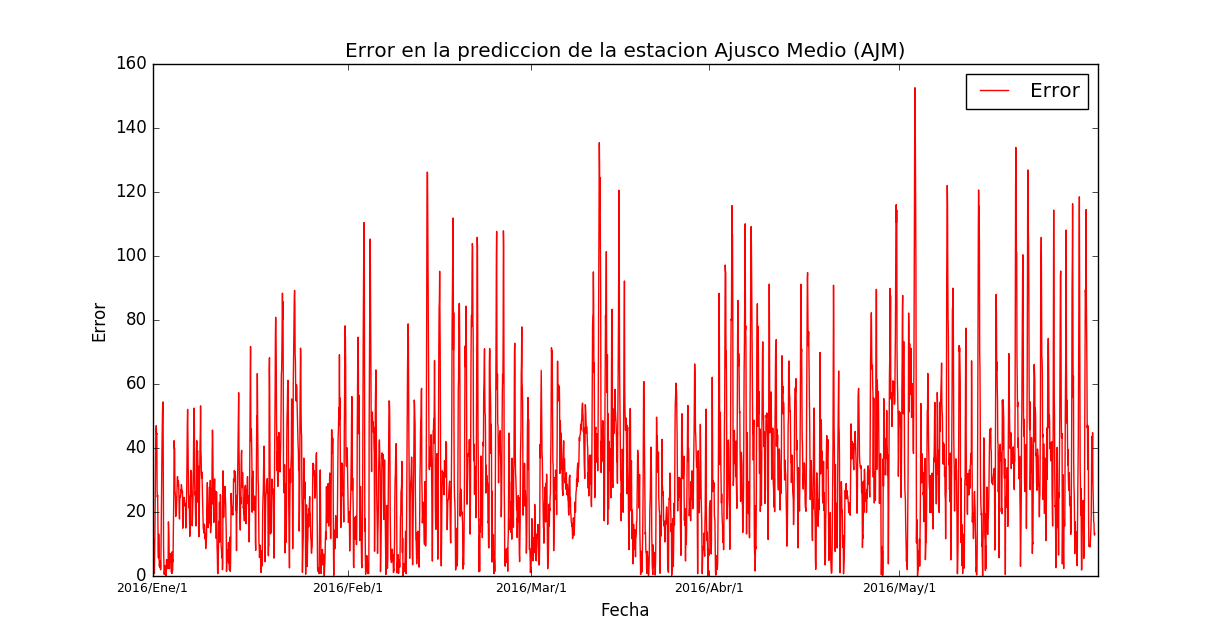 Error en la prediccion de la estacion Ajusco Medio (AJM)
160
140
120
100
80
60
40
20
0
Error
Error
2016/Ene/1 2016/Feb/1 2016/Mar/1 2016/Abr/1 2016/May/1
Fecha